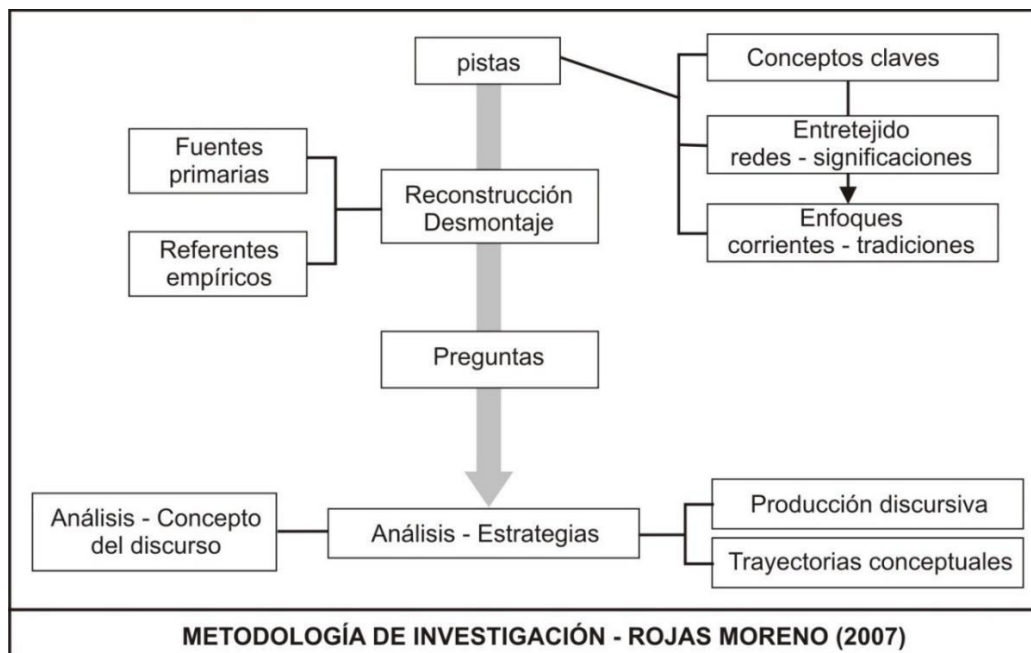 pistas
Conceptos claves
Entretejido
redes - significaciones
Enfoques
corrientes - tradiciones
Fuentes
primarias
Referentes
empíricos
Reconstrucción
Desmontaje
Preguntas
Análisis - Concepto
del discurso
Análisis - Estrategias
Producción discursiva
Trayectorias conceptuales
METODOLOGÍA DE INVESTIGACIÓN - ROJAS MORENO (2007)